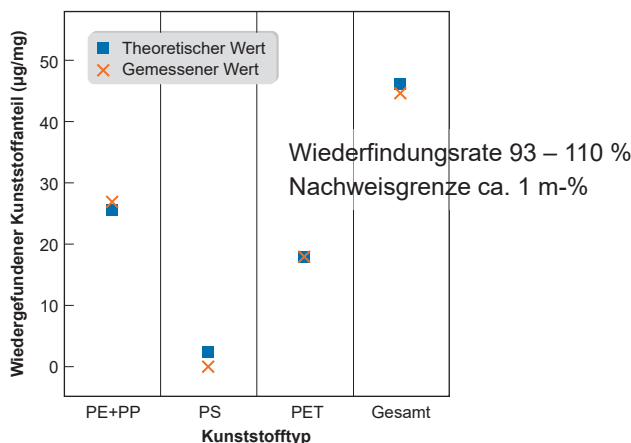 Wiedergefundener Kunststoffanteil (µg/mg)
50
40
30
20
10
0
Theoretischer Wert
Gemessener Wert
Wiederfindungsrate 93 – 110 %
Nachweisgrenze ca. 1 m-%
PE+PP PS PET Gesamt
Kunststofftyp